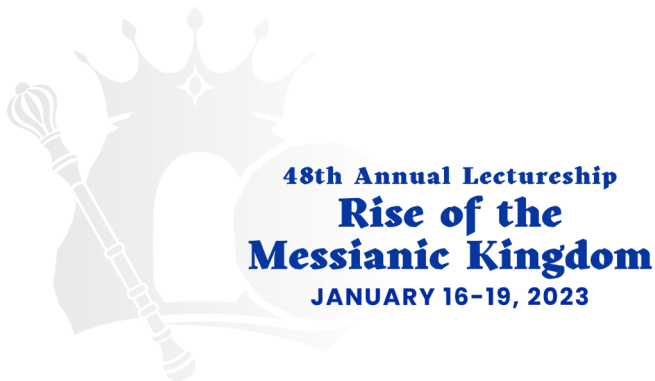 48th Annual Lectureship
Rise of the
Messianic Kingdom
JANUARY 16-19, 2023